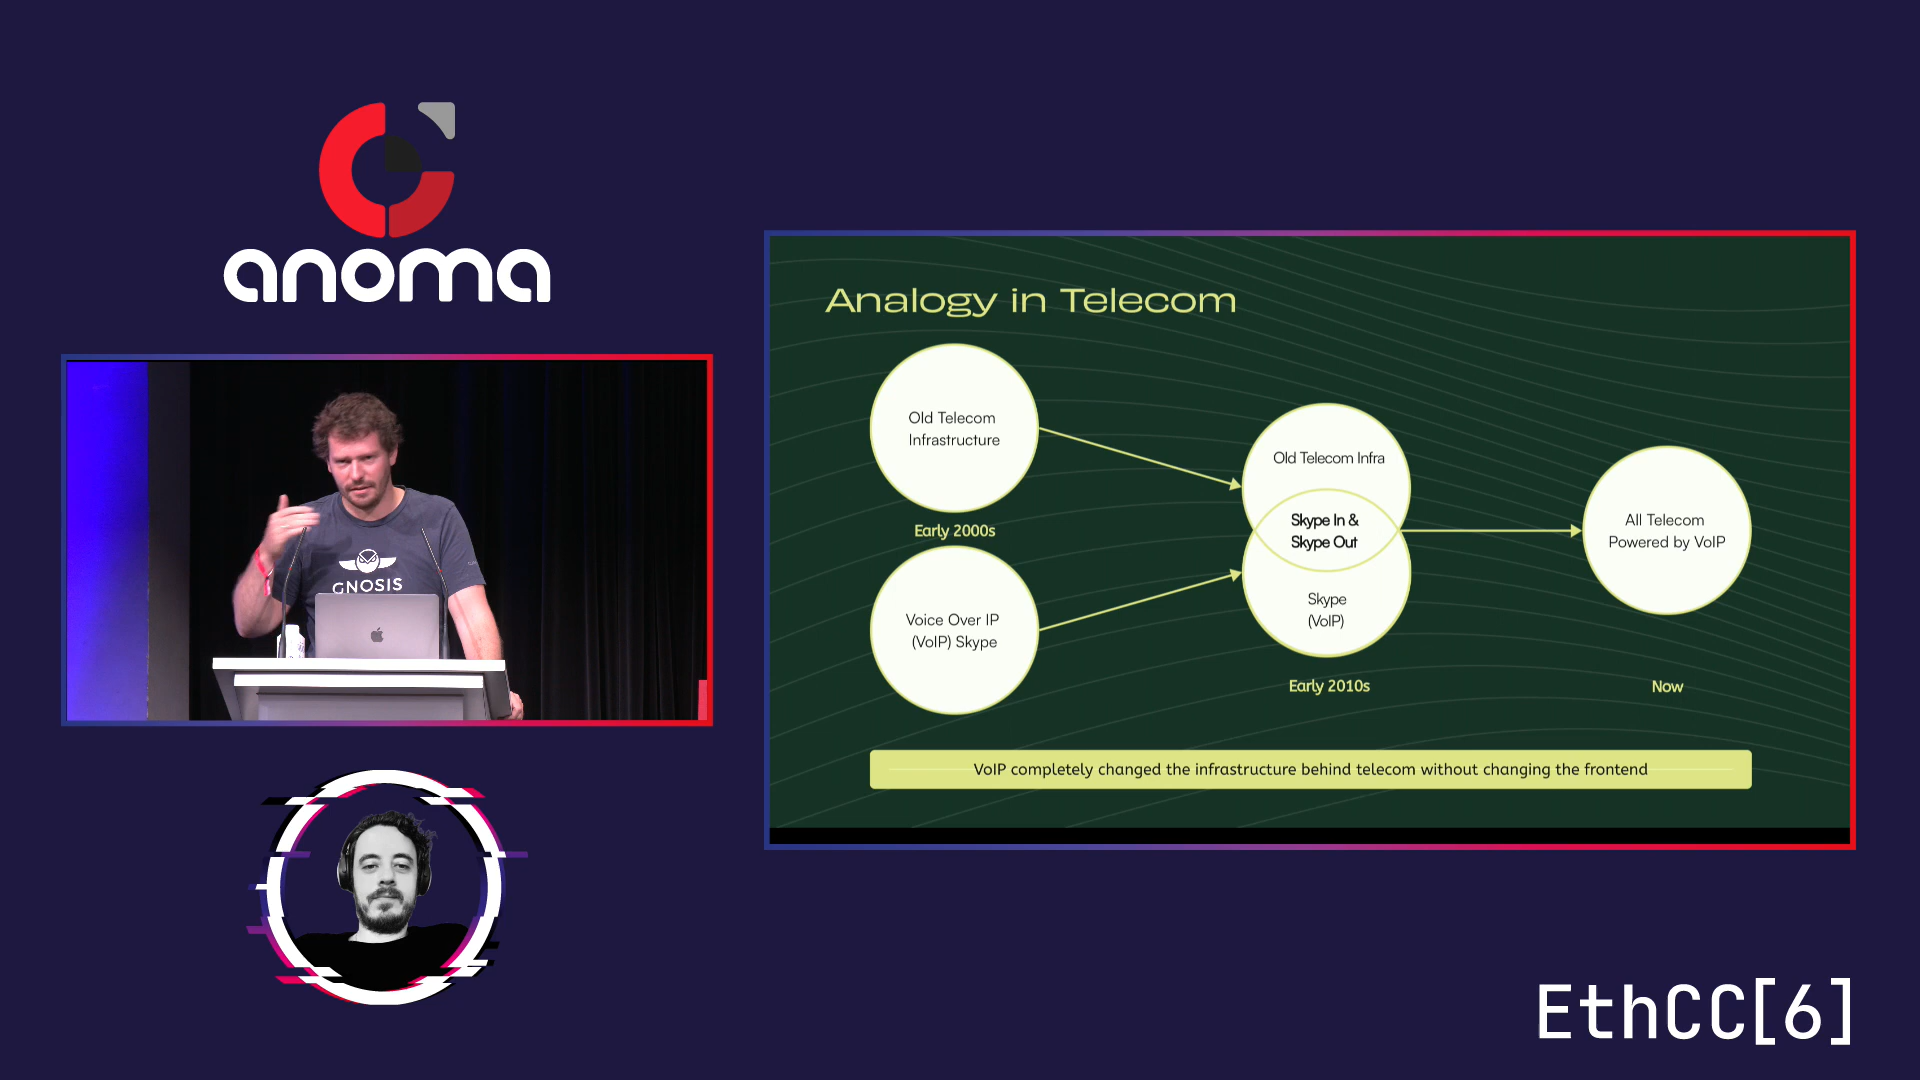 anoma
GNOSIS
Analogy in Telecom
Old Telecom
Infrastructure
Early 2000s
Voice Over IP
(VoIP) Skype
Old Telecom Infra
Skype In &
Skype Out
Skype
(VoIP)
Early 2010s
All Telecom
Powered by VoIP
Now
VoIP completely changed the infrastructure behind telecom without changing the frontend
EthCC[6]